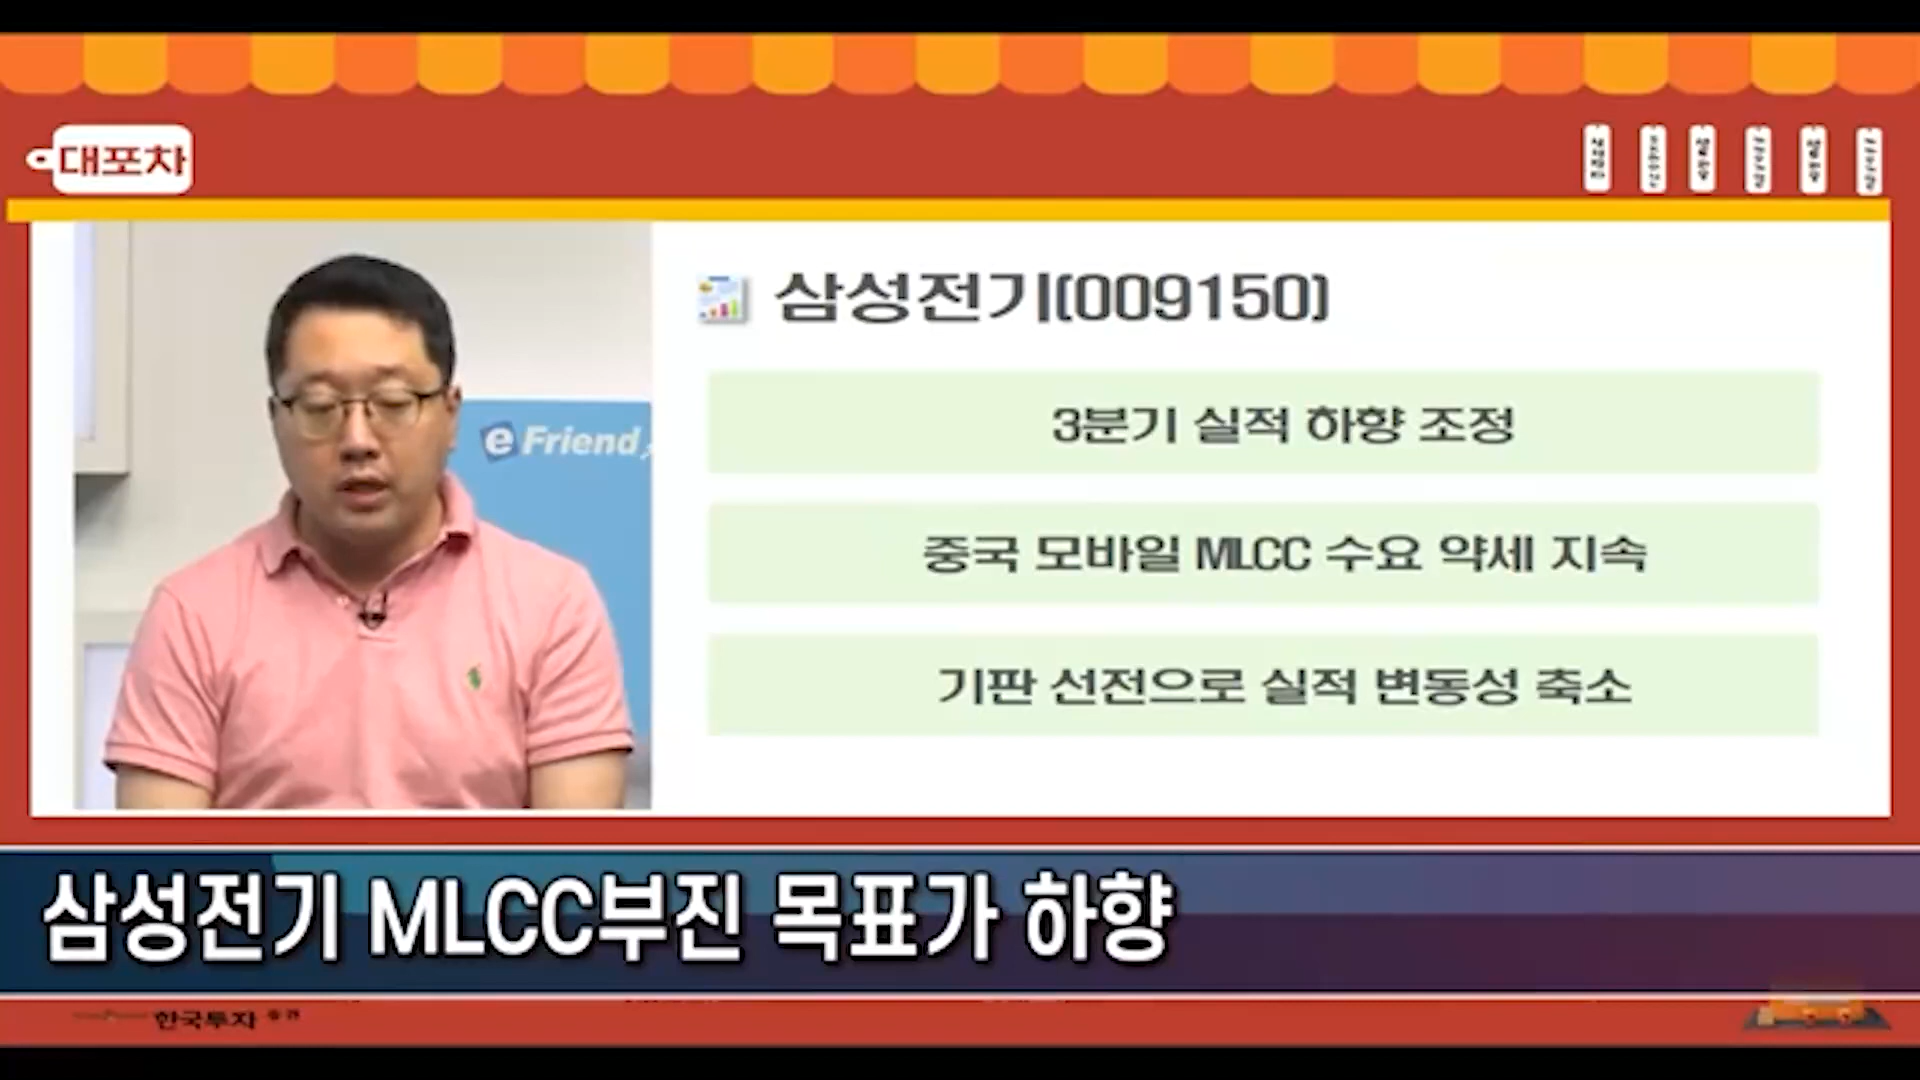 대포차
e Friend
삼성전기(009150)
3분기 실적 하향 조정
중국 모바일 MLCC 수요 약세 지속
기판 선전으로 실적 변동성 축소
삼성전기 MLCC부진 목표가 하향
한국투자증권